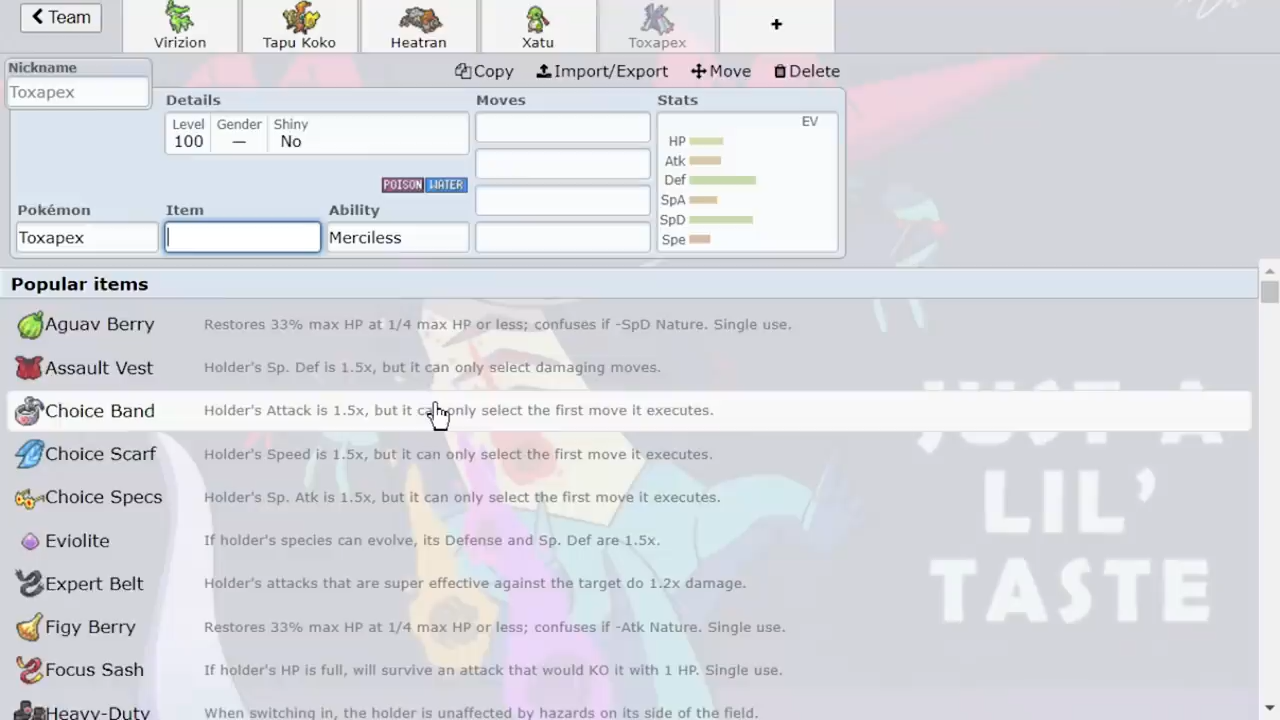 Team
Virizion
Tapu Koko
Heatran
Xatu
Toxapex
+
Nickname
Toxapex
Copy
Import/Export
Move
Delete
Details
Level
100
Gender
—
Shiny
No
POISON WATER
Pokémon
Toxapex
Item
Ability
Merciless
Moves
Stats
EV
HP
Atk
Def
SpA
SpD
Spe
Popular items
Aguav Berry Restores 33% max HP at 1/4 max HP or less; confuses if -SpD Nature. Single use.
Assault Vest Holder's Sp. Def is 1.5x, but it can only select damaging moves.
Choice Band Holder's Attack is 1.5x, but it can only select the first move it executes.
Choice Scarf Holder's Speed is 1.5x, but it can only select the first move it executes.
Choice Specs Holder's Sp. Atk is 1.5x, but it can only select the first move it executes.
Eviolite If holder's species can evolve, its Defense and Sp. Def are 1.5x.
Expert Belt Holder's attacks that are super effective against the target do 1.2x damage.
Figy Berry Restores 33% max HP at 1/4 max HP or less; confuses if -Atk Nature. Single use.
Focus Sash If holder's HP is full, will survive an attack that would KO it with 1 HP. Single use.
Heavy-Duty When switching in, the holder is unaffected by hazards on its side of the field.
JUST A
LIL'
TASTE